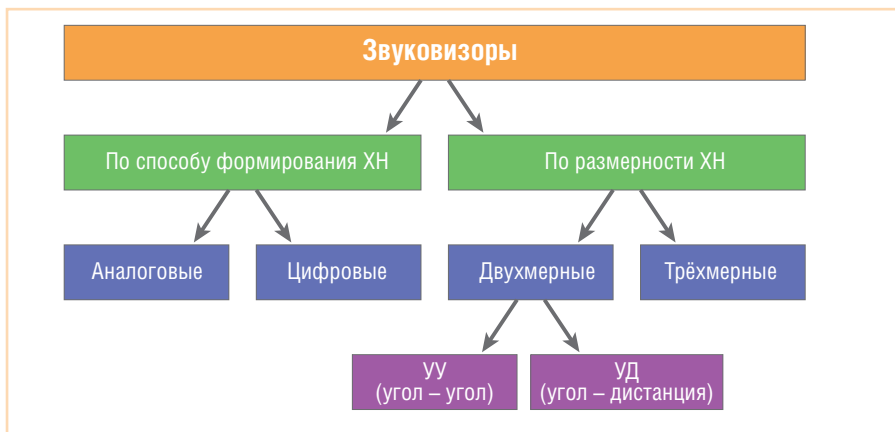 Звуковизоры
По способу формирования ХН
По размерности ХН
Аналоговые
Цифровые
Двухмерные
Трёхмерные
УУ
(угол – угол)
УД
(угол – дистанция)